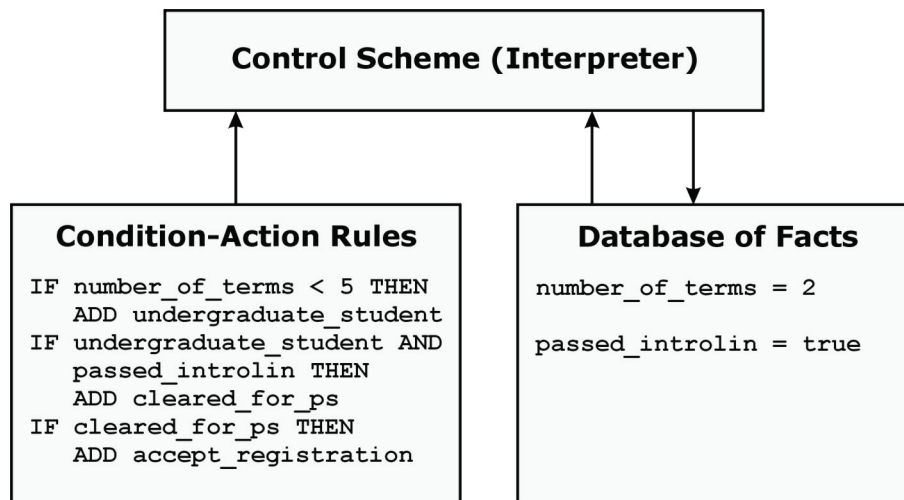 Control Scheme (Interpreter)
Condition-Action Rules
IF number_of_terms < 5 THEN
ADD undergraduate_student
IF undergraduate_student AND
passed_introlin THEN
ADD cleared_for_ps
IF cleared_for_ps THEN
ADD accept_registration
Database of Facts
number_of_terms = 2
passed_introlin = true